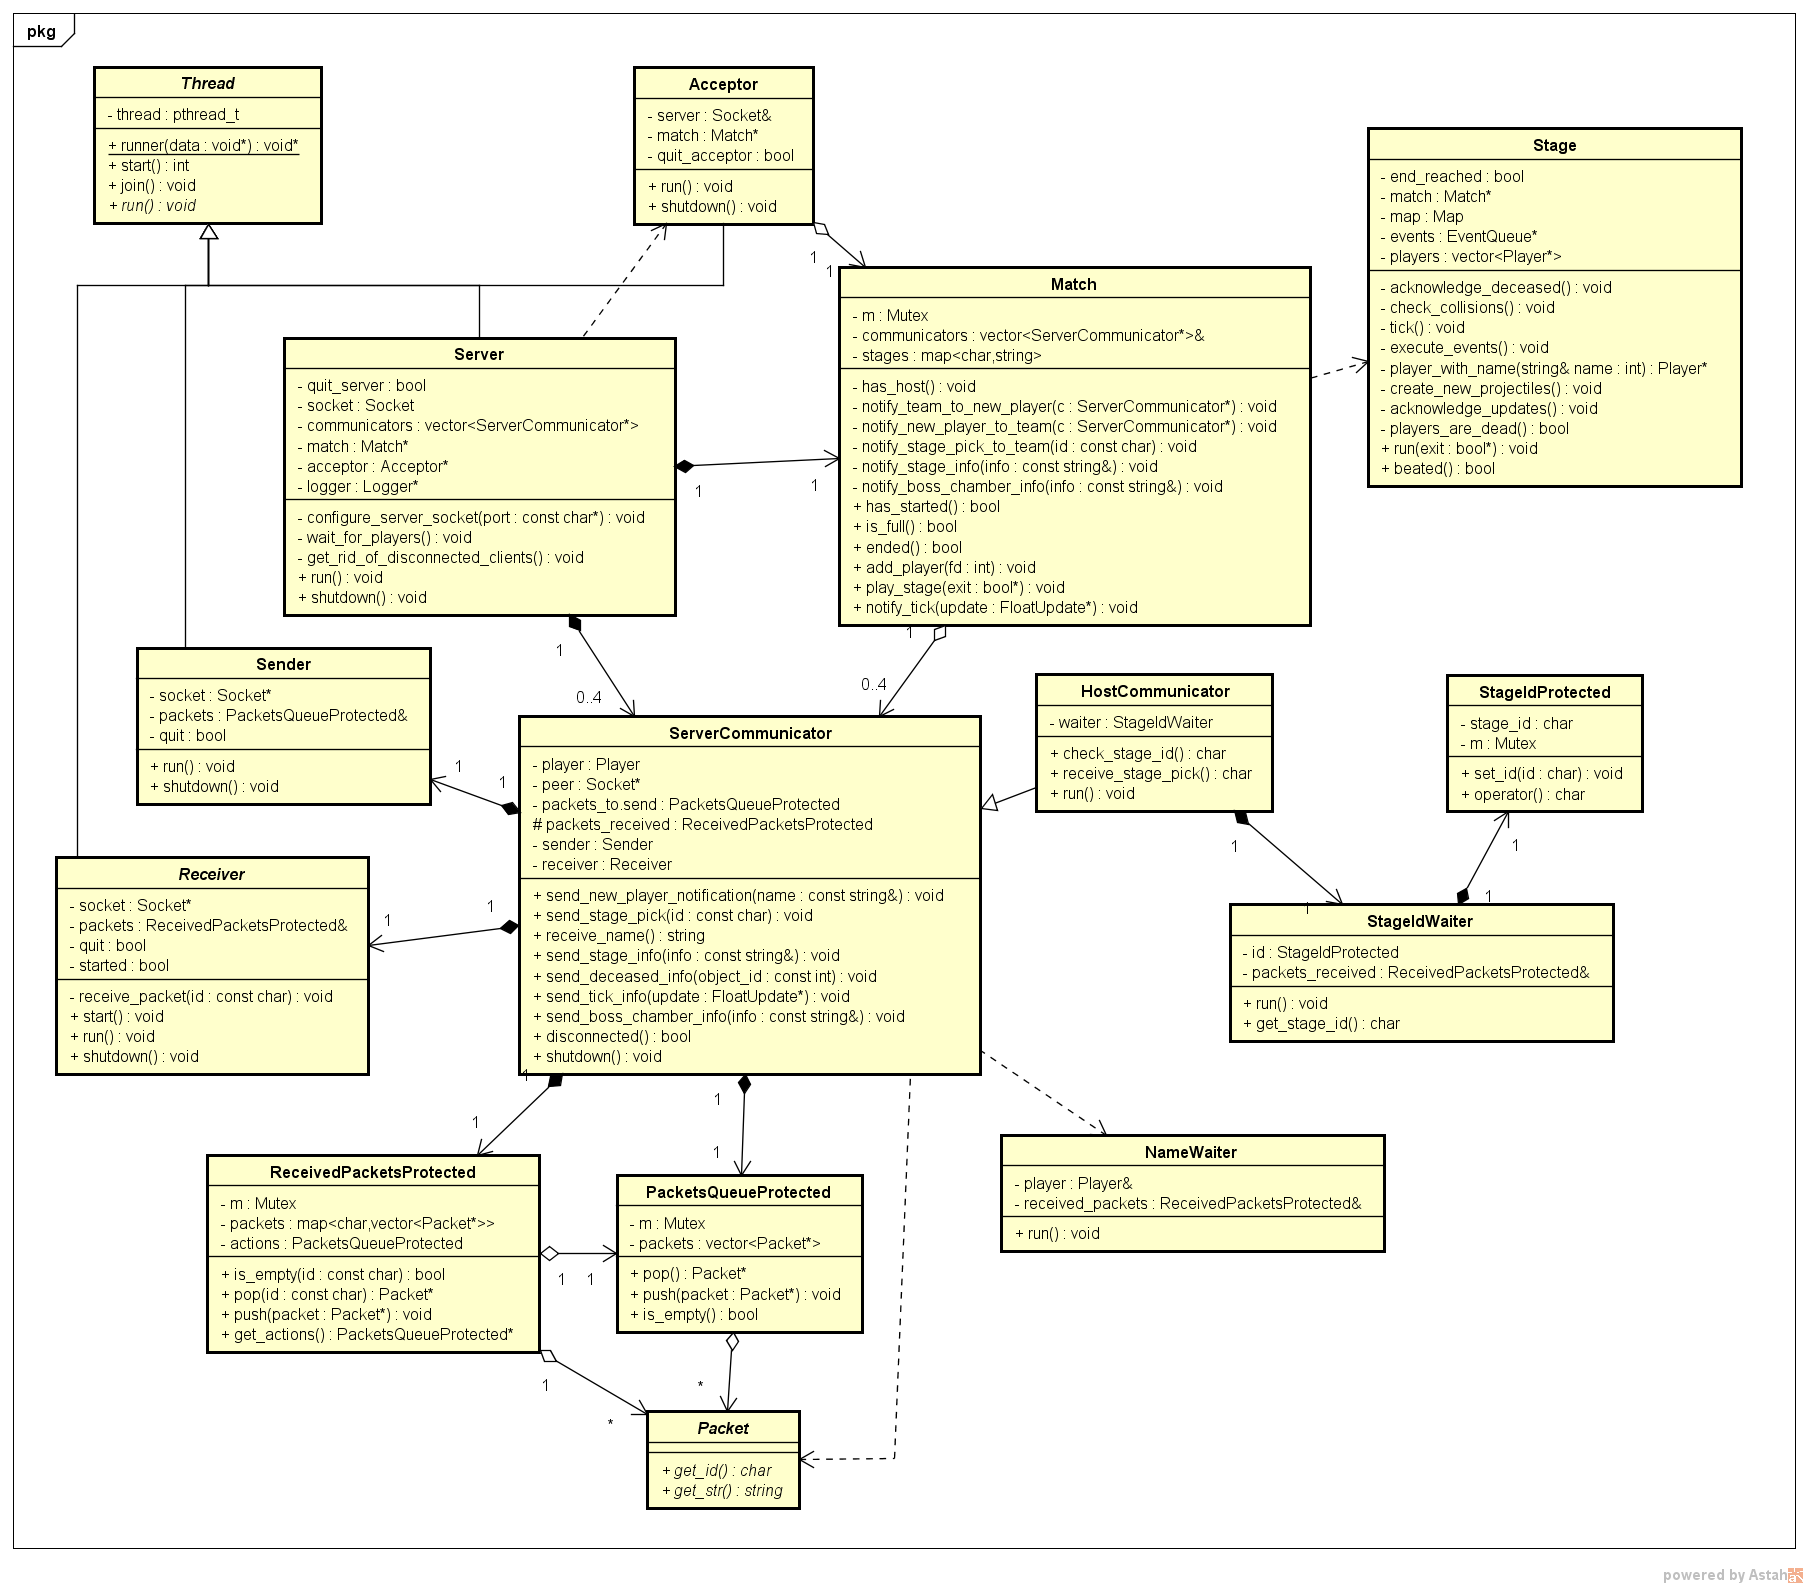 pkg
Thread
- thread : pthread_t
+ runner(data : void*) : void*
+ start() : int
+ join() : void
+ run() : void
Acceptor
- server : Socket&
- match : Match*
- quit_acceptor : bool
+ run() : void
+ shutdown() : void
Stage
- end_reached : bool
- match : Match*
- map : Map
- events : EventQueue*
- players : vector<Player*>
- acknowledge_deceased() : void
- check_collisions() : void
- tick() : void
- execute_events() : void
- player_with_name(string& name : int) : Player*
- create_new_projectiles() : void
- acknowledge_updates() : void
- players_are_dead() : bool
+ run(exit : bool*) : void
+ beated() : bool
1
1
Match
- m : Mutex
- communicators : vector<ServerCommunicator*>&
- stages : map<char,string>
- has_host() : void
- notify_team_to_new_player(c : ServerCommunicator*) : void
- notify_new_player_to_team(c : ServerCommunicator*) : void
- notify_stage_pick_to_team(id : const char) : void
- notify_stage_info(info : const string&) : void
- notify_boss_chamber_info(info : const string&) : void
+ has_started() : bool
+ is_full() : bool
+ ended() : bool
+ add_player(fd : int) : void
+ play_stage(exit : bool*) : void
+ notify_tick(update : FloatUpdate*) : void
Server
- quit_server : bool
- socket : Socket
- communicators : vector<ServerCommunicator*>
- match : Match*
- acceptor : Acceptor*
- logger : Logger*
- configure_server_socket(port : const char*) : void
- wait_for_players() : void
- get_rid_of_disconnected_clients() : void
+ run() : void
+ shutdown() : void
1
1
1
0..4
1
0..4
Sender
- socket : Socket*
- packets : PacketsQueueProtected&
- quit : bool
+ run() : void
+ shutdown() : void
1
1
HostCommunicator
- waiter : StageIdWaiter
+ check_stage_id() : char
+ receive_stage_pick() : char
+ run() : void
StageIdProtected
- stage_id : char
- m : Mutex
+ set_id(id : char) : void
+ operator() : char
1
1
1
1
ServerCommunicator
- player : Player
- peer : Socket*
- packets_to.send : PacketsQueueProtected
# packets_received : ReceivedPacketsProtected
- sender : Sender
- receiver : Receiver
+ send_new_player_notification(name : const string&) : void
+ send_stage_pick(id : const char) : void
+ receive_name() : string
+ send_stage_info(info : const string&) : void
+ send_deceased_info(object_id : const int) : void
+ send_tick_info(update : FloatUpdate*) : void
+ send_boss_chamber_info(info : const string&) : void
+ disconnected() : bool
+ shutdown() : void
Receiver
- socket : Socket*
- packets : ReceivedPacketsProtected&
- quit : bool
- started : bool
- receive_packet(id : const char) : void
+ start() : void
+ run() : void
+ shutdown() : void
1
1
StageIdWaiter
- id : StageIdProtected
- packets_received : ReceivedPacketsProtected&
+ run() : void
+ get_stage_id() : char
1
1
1
1
ReceivedPacketsProtected
- m : Mutex
- packets : map<char,vector<Packet*>>
- actions : PacketsQueueProtected
+ is_empty(id : const char) : bool
+ pop(id : const char) : Packet*
+ push(packet : Packet*) : void
+ get_actions() : PacketsQueueProtected*
PacketsQueueProtected
- m : Mutex
- packets : vector<Packet*>
+ pop() : Packet*
+ push(packet : Packet*) : void
+ is_empty() : bool
NameWaiter
- player : Player&
- received_packets : ReceivedPacketsProtected&
+ run() : void
1
1
1
*
*
Packet
+ get_id() : char
+ get_str() : string
powered by Astah